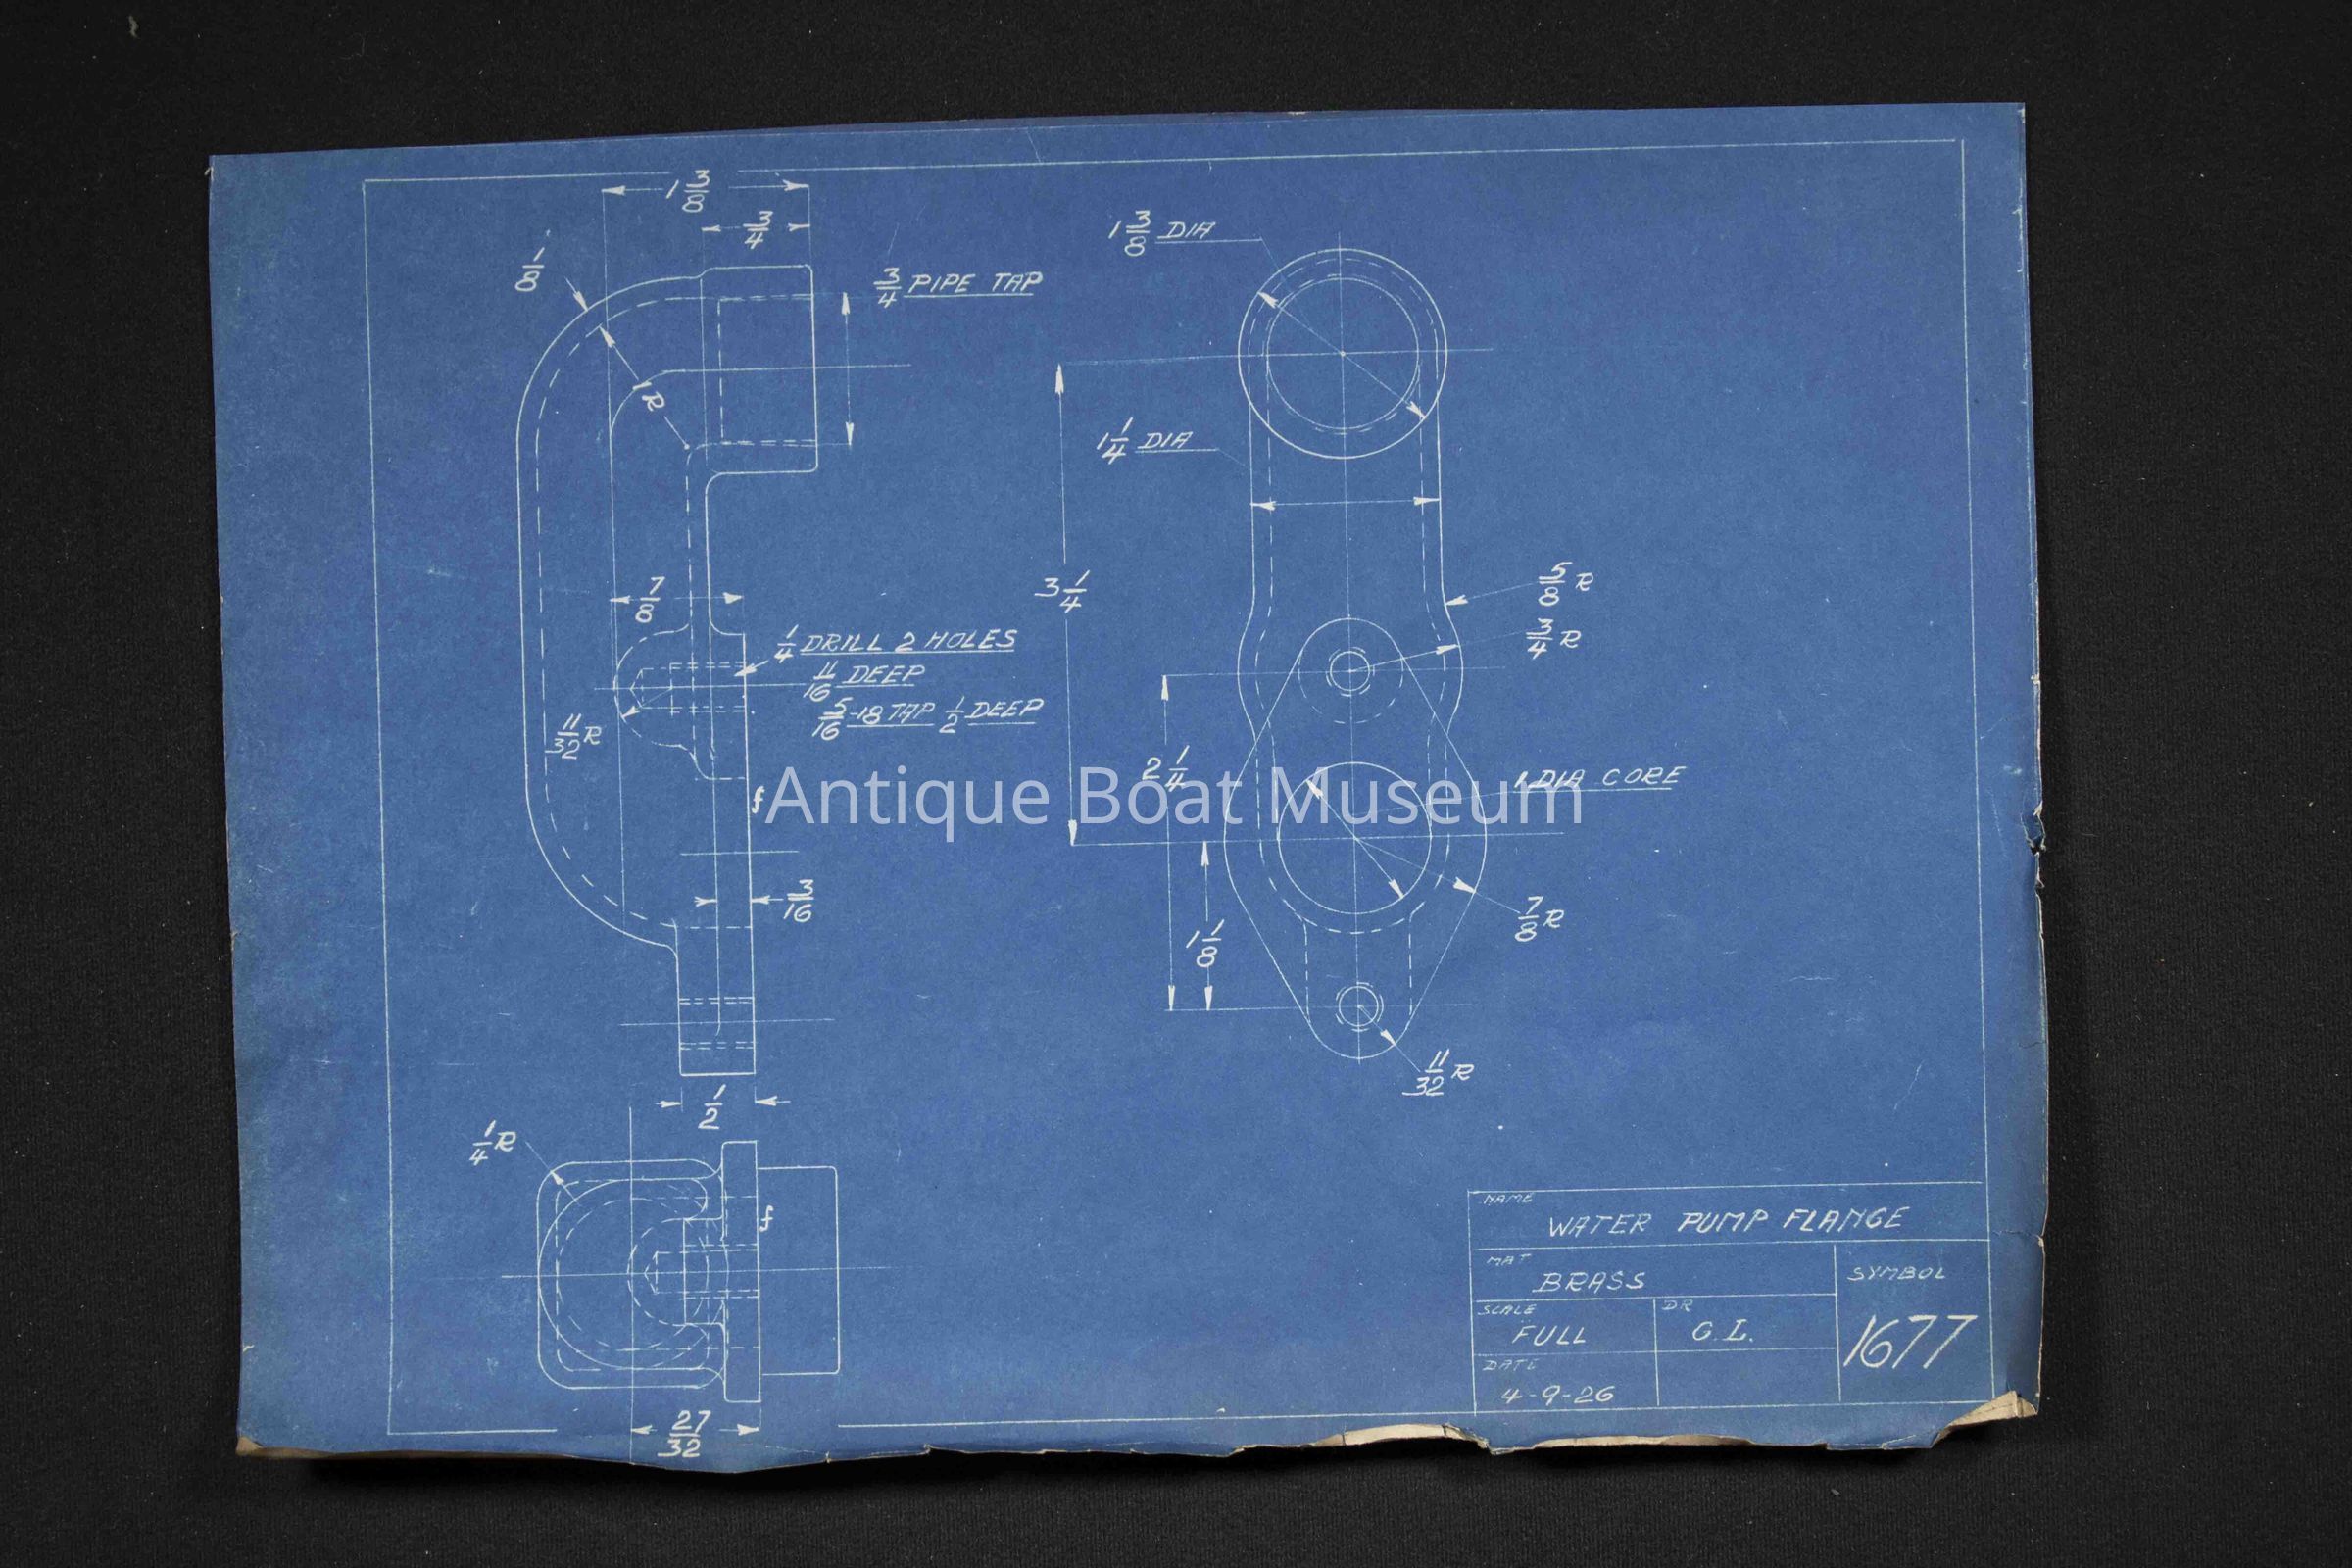 1 3/8
3/4
1/8
3/4 PIPE TAP
1 R
7/8
1/4 DRILL 2 HOLES
11/16 DEEP
5/16-18 TAP 1/2 DEEP
11/32 R
f
3/16
1/2
1 3/8 DIA
1 1/4 DIA
3 1/4
5/8 R
3/4 R
2 1/4
1 DIA CORE
1 1/8
7/8 R
11/32 R
Antique Boat Museum
1/4 R
f
27/32
NAME
WATER PUMP FLANGE
MAT
BRASS
SYMBOL
1677
SCALE
FULL
DR
G. L.
DATE
4-9-26